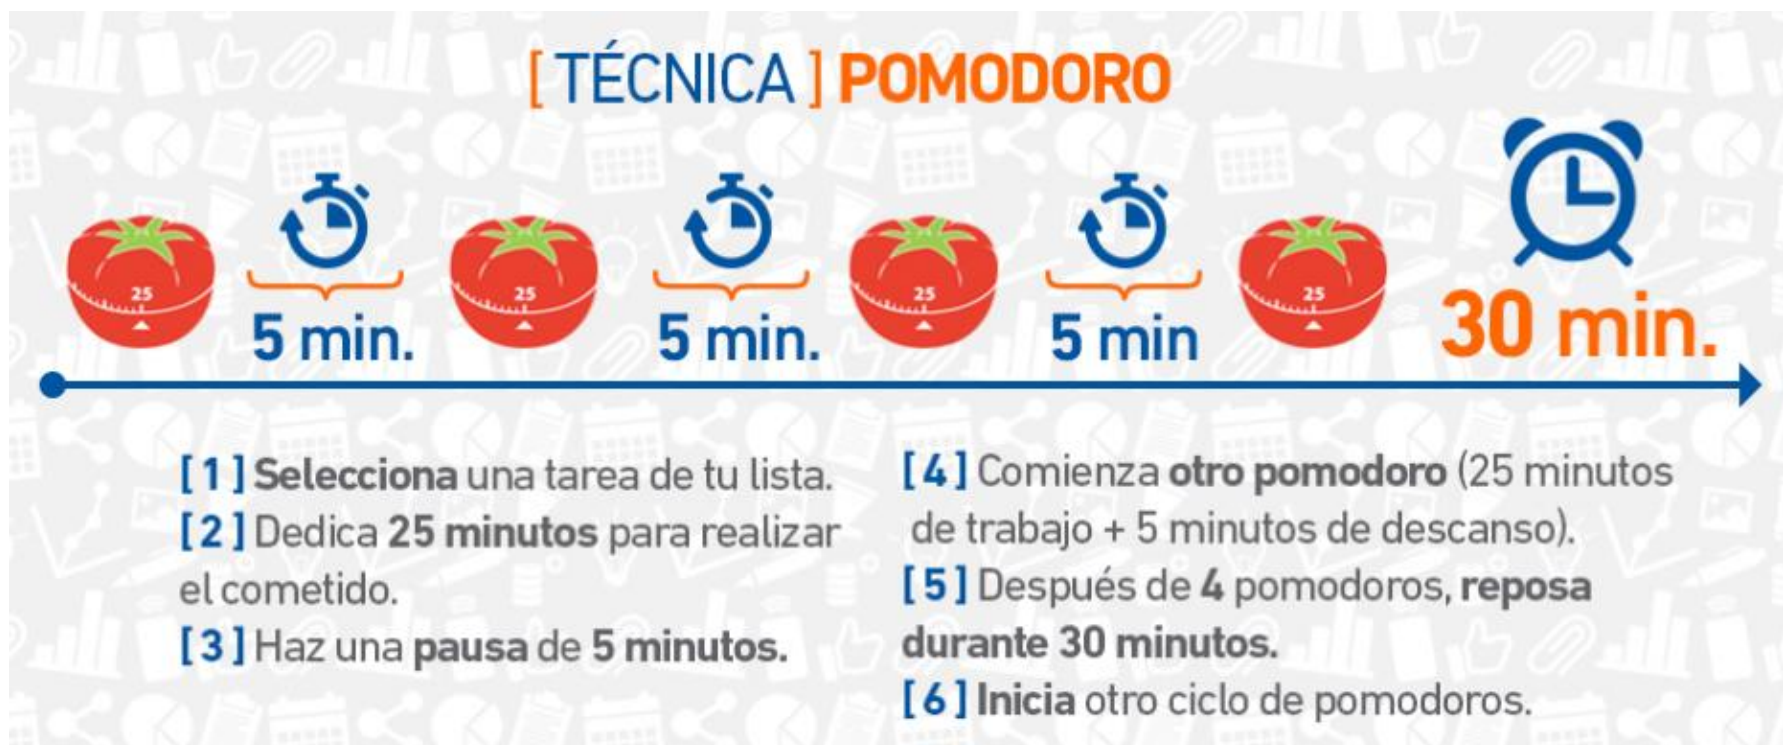 [ TÉCNICA ] POMODORO
25
5 min.
25
5 min.
25
5 min
25
30 min.
[ 1 ] Selecciona una tarea de tu lista.
[ 2 ] Dedica 25 minutos para realizar
el cometido.
[ 3 ] Haz una pausa de 5 minutos.
[ 4 ] Comienza otro pomodoro (25 minutos
de trabajo + 5 minutos de descanso).
[ 5 ] Después de 4 pomodoros, reposa
durante 30 minutos.
[ 6 ] Inicia otro ciclo de pomodoros.